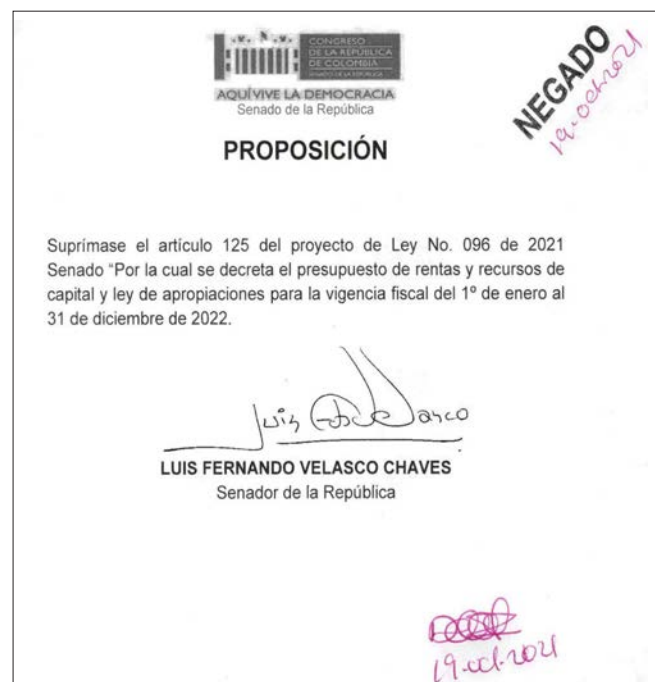 CONGRESO
DE LA REPÚBLICA
DE COLOMBIA
AQUÍ VIVE LA DEMOCRACIA
Senado de la República
NEGADO
19-oct-2021
PROPOSICIÓN
Suprímase el artículo 125 del proyecto de Ley No. 096 de 2021
Senado “Por la cual se decreta el presupuesto de rentas y recursos de
capital y ley de apropiaciones para la vigencia fiscal del 1º de enero al
31 de diciembre de 2022.
LUIS FERNANDO VELASCO CHAVES
Senador de la República
19-oct-2021